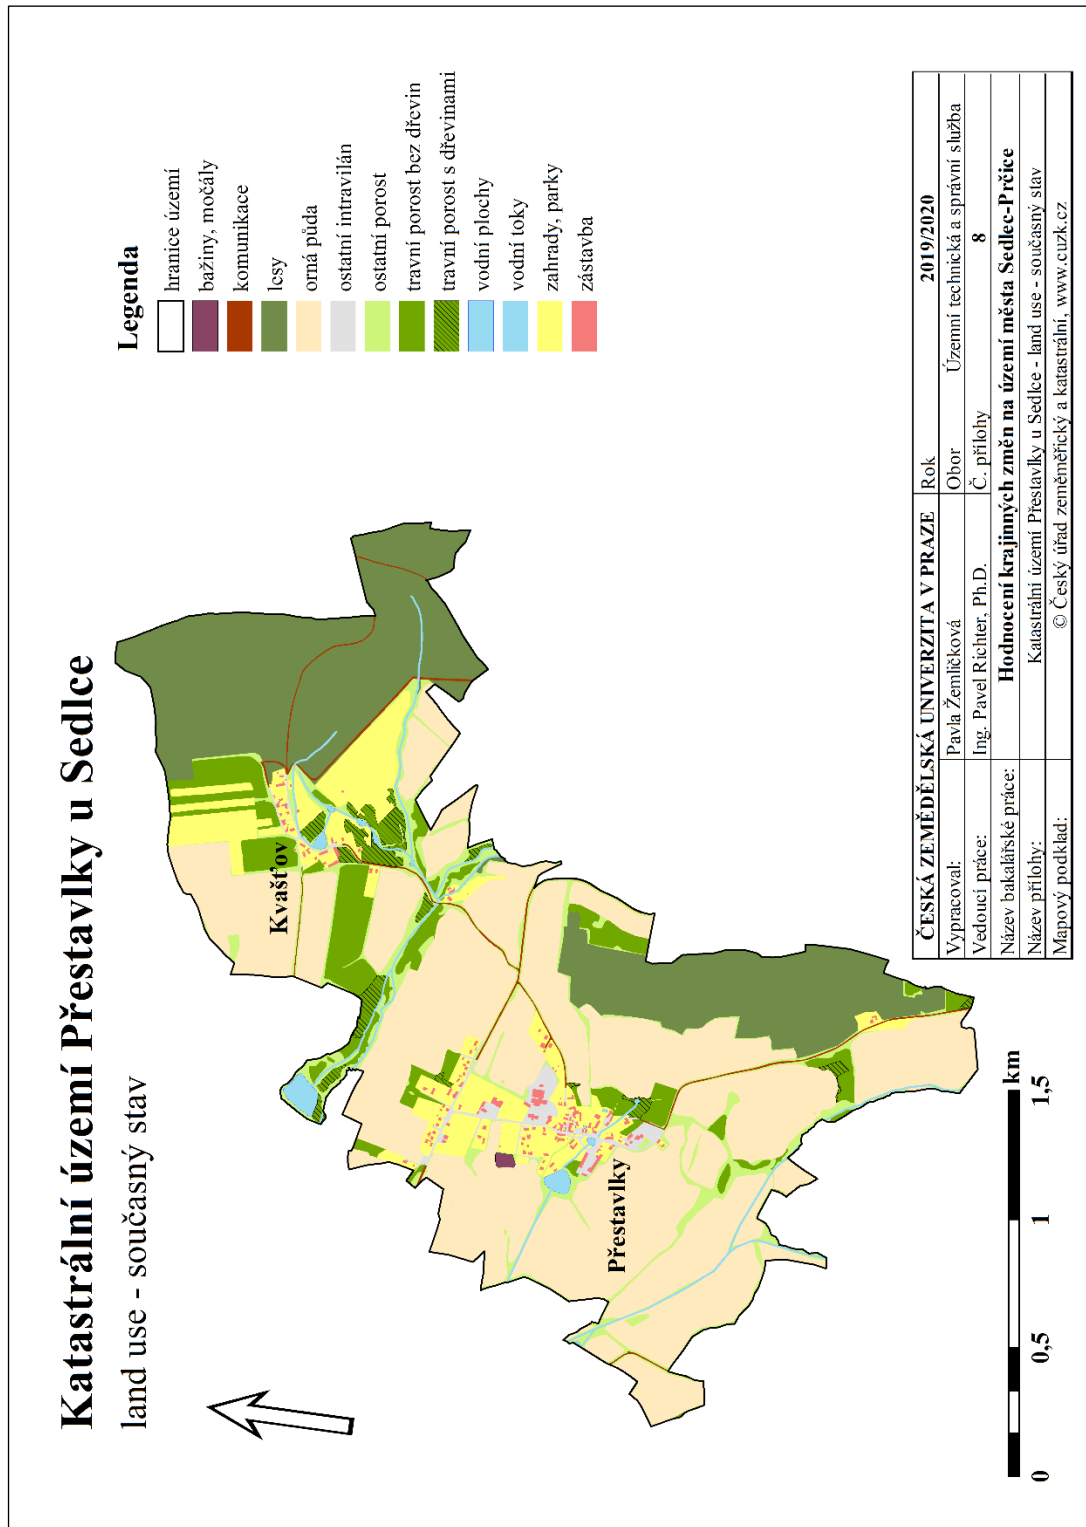 Katastrální území Přestavlky u Sedlce
land use - současný stav
Legenda
hranice území
bažiny, močály
komunikace
lesy
orná půda
ostatní intravilán
ostatní porost
travní porost bez dřevin
travní porost s dřevinami
vodní plochy
vodní toky
zahrady, parky
zástavba
Kvašťov
Přestavlky
0 0,5 1 1,5 km
ČESKÁ ZEMĚDĚLSKÁ UNIVERZITA V PRAZE Rok 2019/2020
Vypracoval: Pavla Žemličková Obor Územní technická a správní služba
Vedoucí práce: Ing. Pavel Richter, Ph.D. Č. přílohy 8
Název bakalářské práce: Hodnocení krajinných změn na území města Sedlec-Prčice
Název přílohy: Katastrální území Přestavlky u Sedlce - land use - současný stav
Mapový podklad: © Český úřad zeměměřický a katastrální, www.cuzk.cz